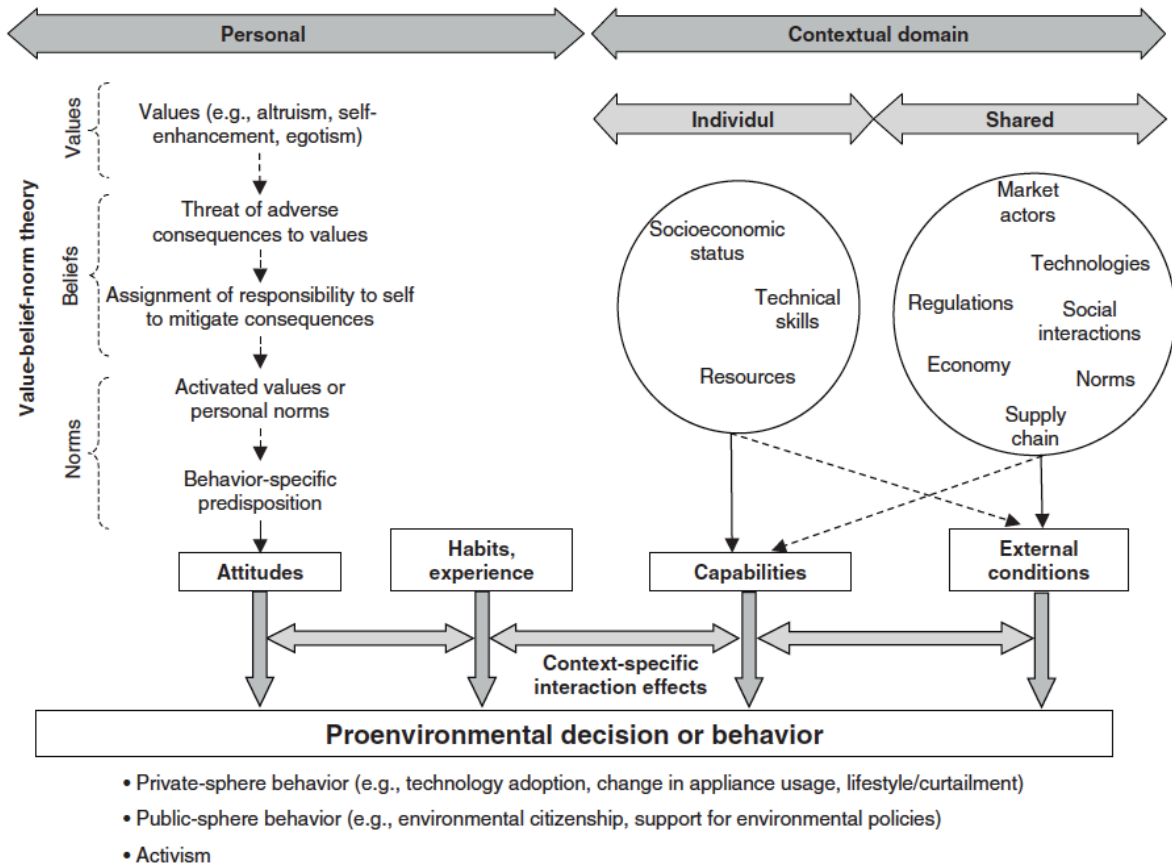 Personal
Contextual domain
Individul
Shared
Value-belief-norm theory
Values
Beliefs
Norms
Values (e.g., altruism, self-
enhancement, egotism)
Threat of adverse
consequences to values
Assignment of responsibility to self
to mitigate consequences
Activated values or
personal norms
Behavior-specific
predisposition
Socioeconomic
status
Technical
skills
Resources
Market
actors
Technologies
Regulations
Social
interactions
Economy
Norms
Supply
chain
Attitudes
Habits,
experience
Capabilities
External
conditions
Context-specific
interaction effects
Proenvironmental decision or behavior
• Private-sphere behavior (e.g., technology adoption, change in appliance usage, lifestyle/curtailment)
• Public-sphere behavior (e.g., environmental citizenship, support for environmental policies)
• Activism